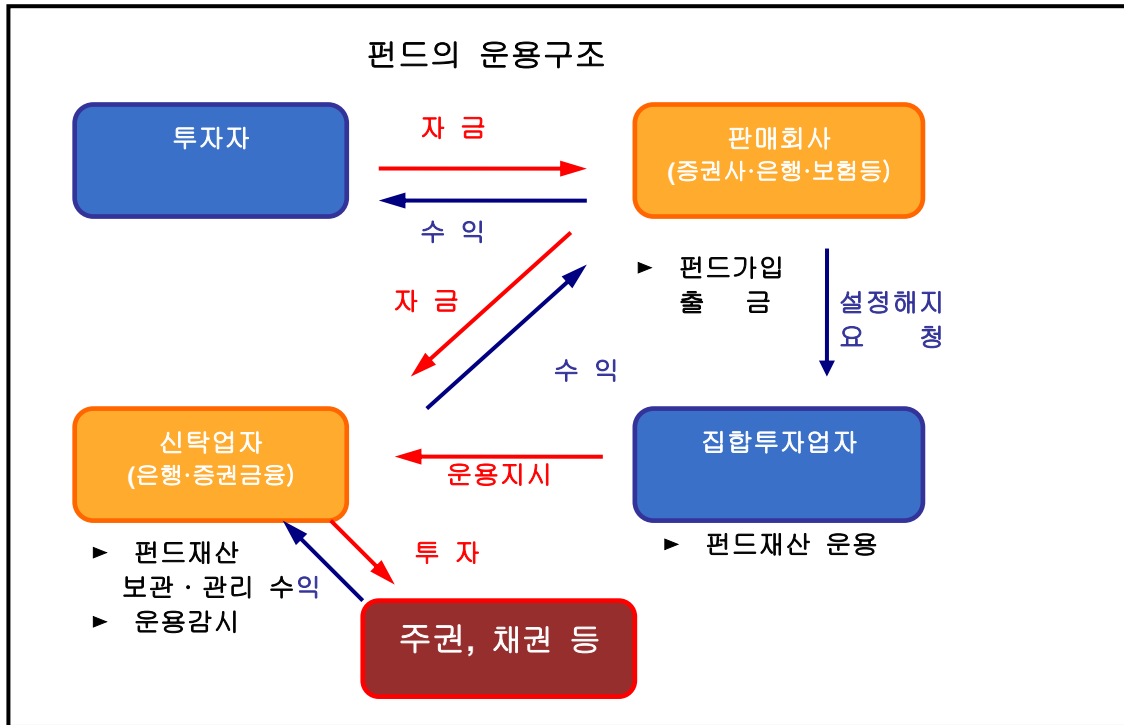 펀드의 운용구조
투자자
자 금
판매회사
(증권사·은행·보험등)
수 익
자 금
► 펀드가입
출 금
설정해지
요 청
수 익
신탁업자
(은행·증권금융)
운용지시
집합투자업자
► 펀드재산 운용
► 펀드재산
보관 · 관리 수익
► 운용감시
투 자
주권, 채권 등